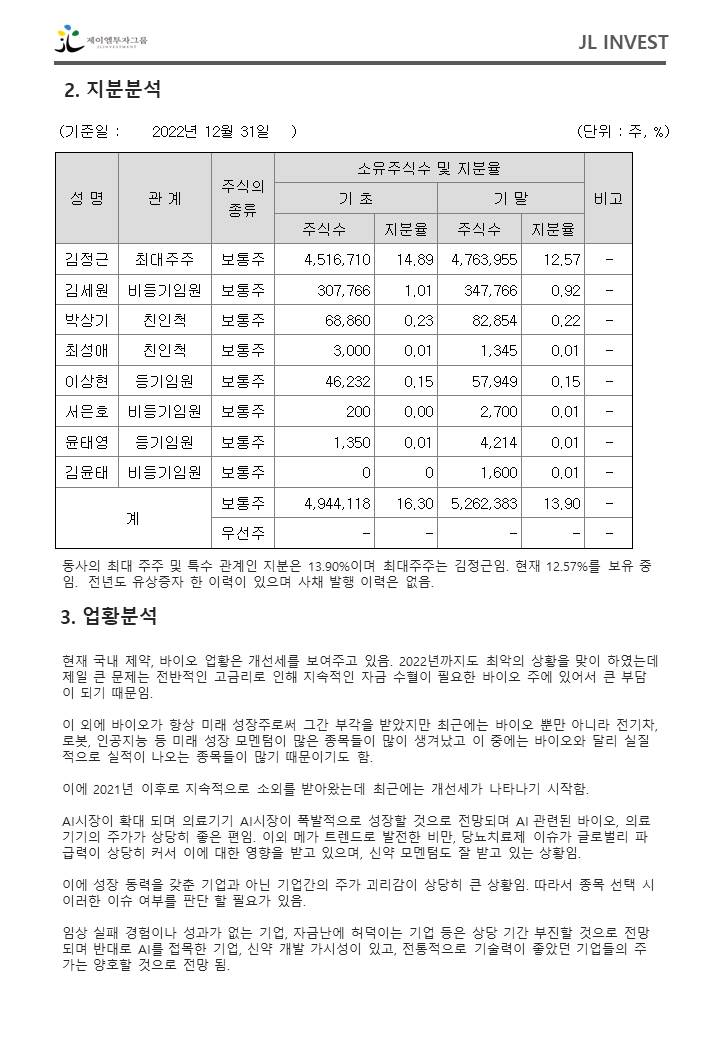 제이엘투자그룹
JLINVESTMENT
JL INVEST
2. 지분분석
(기준일 : 2022년 12월 31일 )
(단위 : 주, %)
성 명 관 계 주식의 종류 소유주식수 및 지분율 비고
기 초 기 말
주식수 지분율 주식수 지분율
김정근 최대주주 보통주 4,516,710 14.89 4,763,955 12.57 -
김세원 비등기임원 보통주 307,766 1.01 347,766 0.92 -
박상기 친인척 보통주 68,860 0.23 82,854 0.22 -
최성애 친인척 보통주 3,000 0.01 1,345 0.01 -
이상현 등기임원 보통주 46,232 0.15 57,949 0.15 -
서은호 비등기임원 보통주 200 0.00 2,700 0.01 -
윤태영 등기임원 보통주 1,350 0.01 4,214 0.01 -
김윤태 비등기임원 보통주 0 0 1,600 0.01 -
계 보통주 4,944,118 16.30 5,262,383 13.90 -
우선주 - - - - -
동사의 최대 주주 및 특수 관계인 지분은 13.90%이며 최대주주는 김정근임. 현재 12.57%를 보유 중
임. 전년도 유상증자 한 이력이 있으며 사채 발행 이력은 없음.
3. 업황분석
현재 국내 제약, 바이오 업황은 개선세를 보여주고 있음. 2022년까지도 최악의 상황을 맞이 하였는데
제일 큰 문제는 전반적인 고금리로 인해 지속적인 자금 수혈이 필요한 바이오 주에 있어서 큰 부담
이 되기 때문임.
이 외에 바이오가 항상 미래 성장주로써 그간 부각을 받았지만 최근에는 바이오 뿐만 아니라 전기차,
로봇, 인공지능 등 미래 성장 모멘텀이 많은 종목들이 많이 생겨났고 이 중에는 바이오와 달리 실질
적으로 실적이 나오는 종목들이 많기 때문이기도 함.
이에 2021년 이후로 지속적으로 소외를 받아왔는데 최근에는 개선세가 나타나기 시작함.
AI시장이 확대 되며 의료기기 AI시장이 폭발적으로 성장할 것으로 전망되며 AI 관련된 바이오, 의료
기기의 주가가 상당히 좋은 편임. 이외 메가 트렌드로 발전한 비만, 당뇨치료제 이슈가 글로벌리 파
급력이 상당히 커서 이에 대한 영향을 받고 있으며, 신약 모멘텀도 잘 받고 있는 상황임.
이에 성장 동력을 갖춘 기업과 아닌 기업간의 주가 괴리감이 상당히 큰 상황임. 따라서 종목 선택 시
이러한 이슈 여부를 판단 할 필요가 있음.
임상 실패 경험이나 성과가 없는 기업, 자금난에 허덕이는 기업 등은 상당 기간 부진할 것으로 전망
되며 반대로 AI를 접목한 기업, 신약 개발 가시성이 있고, 전통적으로 기술력이 좋았던 기업들의 주
가는 양호할 것으로 전망 됨.